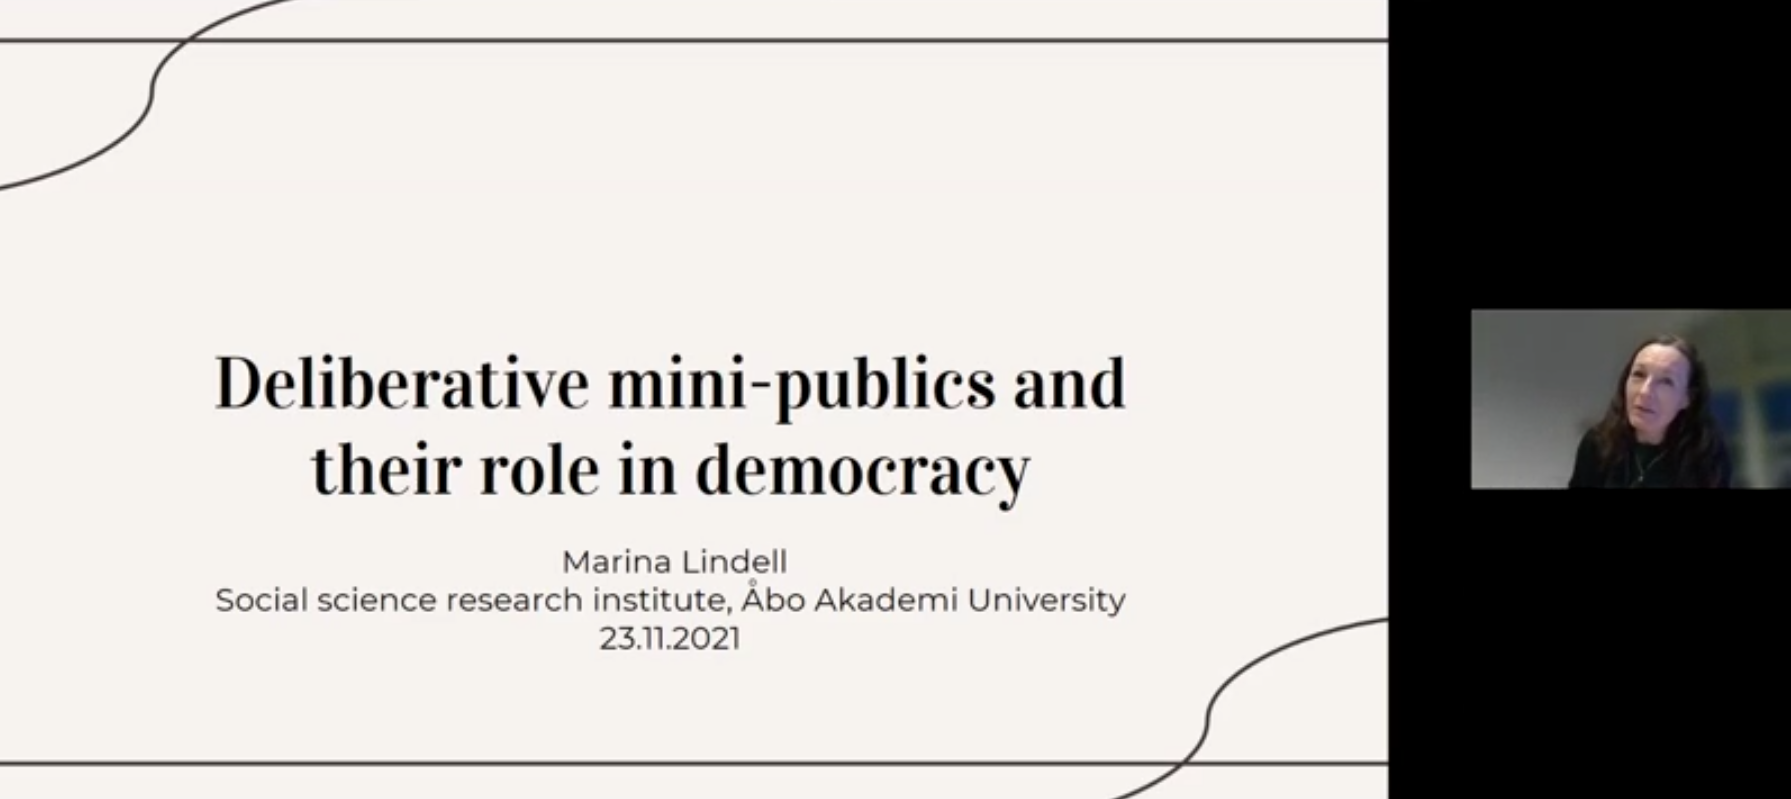 Deliberative mini-publics and
their role in democracy
Marina Lindell
Social science research institute, Åbo Akademi University
23.11.2021